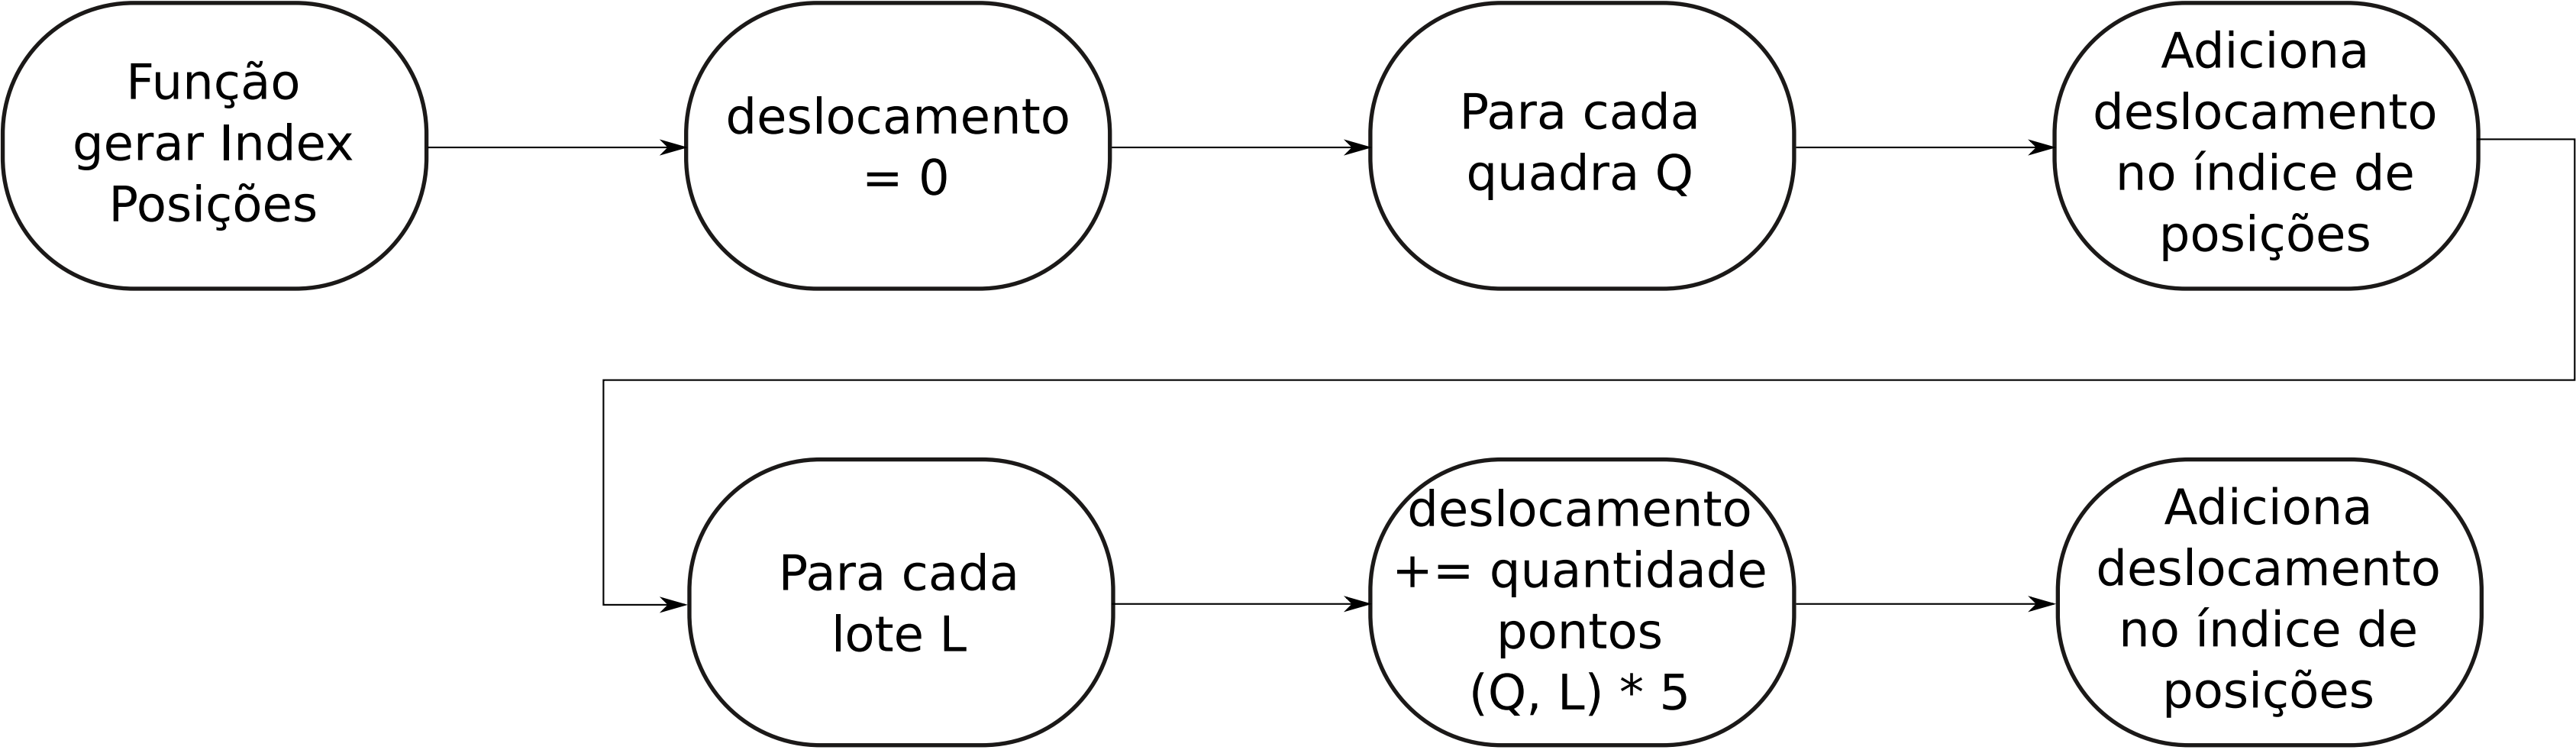 Função
gerar Index
Posições
deslocamento
= 0
Para cada
quadra Q
Adiciona
deslocamento
no índice de
posições
Para cada
lote L
deslocamento
+= quantidade
pontos
(Q, L) * 5
Adiciona
deslocamento
no índice de
posições